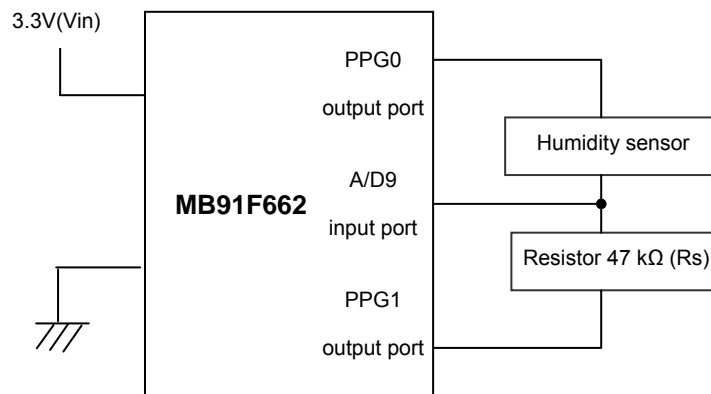 3.3V(Vin)
PPG0
output port
Humidity sensor
A/D9
MB91F662
input port
Resistor 47 kΩ (Rs)
PPG1
output port